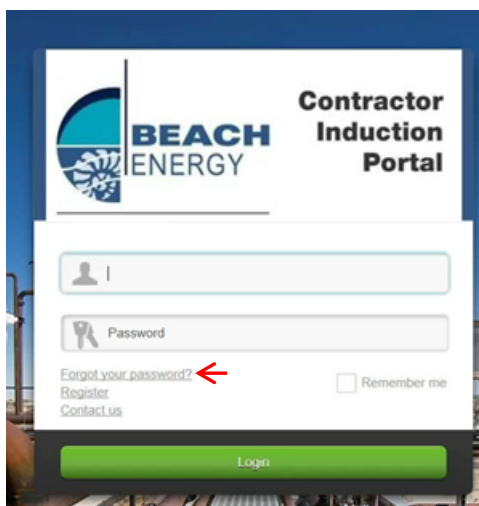 BEACH
ENERGY
Contractor
Induction
Portal
Password
Forgot your password?
Register
Contact us
Remember me
Login